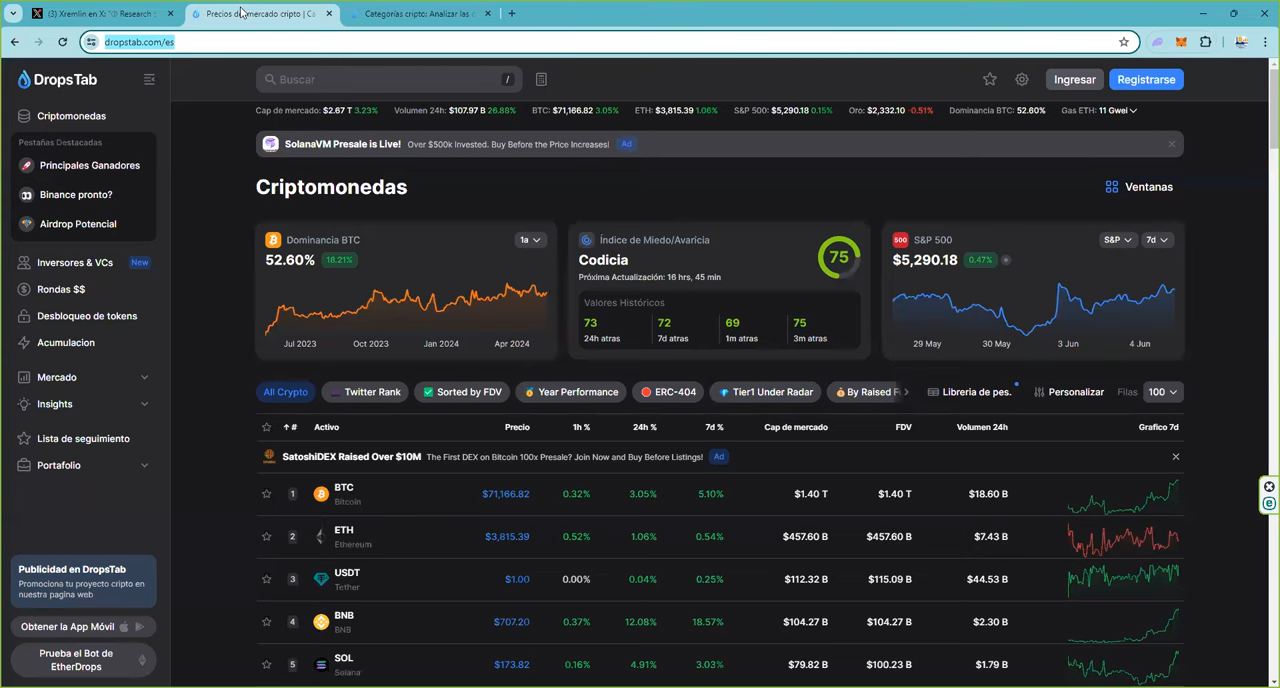 (3) Xremlin en X: "🛡 Research
Precios de mercado cripto | C
Categorías cripto: Analizar las
dropstab.com/es
DropsTab
Buscar
/
Ingresar
Registrarse
Cap de mercado: $2.67 T 3.23% Volumen 24h: $107.97 B 26.88% BTC: $71,166.82 3.05% ETH: $3,815.39 1.06% S&P 500: $5,290.18 0.15% Oro: $2,332.10 -0.51% Dominancia BTC: 52.60% Gas ETH: 11 Gwei
SolanaVM Presale is Live! Over $500k Invested. Buy Before the Price Increases! Ad
Criptomonedas
Pestañas Destacadas
Principales Ganadores
Binance pronto?
Airdrop Potencial
Inversores & VCs New
Rondas $$
Desbloqueo de tokens
Acumulacion
Mercado
Insights
Lista de seguimiento
Portafolio
Publicidad en DropsTab
Promociona tu proyecto cripto en
nuestra pagina web
Obtener la App Móvil
Prueba el Bot de
EtherDrops
Criptomonedas
Ventanas
Dominancia BTC
1a
52.60% 18.21%
Jul 2023 Oct 2023 Jan 2024 Apr 2024
Índice de Miedo/Avaricia
Codicia
75
Próxima Actualización: 16 hrs, 45 min
Valores Históricos
73 72 69 75
24h atras 7d atras 1m atras 3m atras
500 S&P 500
S&P 7d
$5,290.18 0.47%
29 May 30 May 3 Jun 4 Jun
All Crypto Twitter Rank Sorted by FDV Year Performance ERC-404 Tier1 Under Radar By Raised F Libreria de pes. Personalizar Filas 100
# Activo Precio 1h % 24h % 7d % Cap de mercado FDV Volumen 24h Grafico 7d
SatoshiDEX Raised Over $10M The First DEX on Bitcoin 100x Presale? Join Now and Buy Before Listings! Ad
1 BTC $71,166.82 0.32% 3.05% 5.10% $1.40 T $1.40 T $18.60 B
Bitcoin
2 ETH $3,815.39 0.52% 1.06% 0.54% $457.60 B $457.60 B $7.43 B
Ethereum
3 USDT $1.00 0.00% 0.04% 0.25% $112.32 B $115.09 B $44.53 B
Tether
4 BNB $707.20 0.37% 12.08% 18.57% $104.27 B $104.27 B $2.30 B
BNB
5 SOL $173.82 0.16% 4.91% 3.03% $79.82 B $100.23 B $1.79 B
Solana